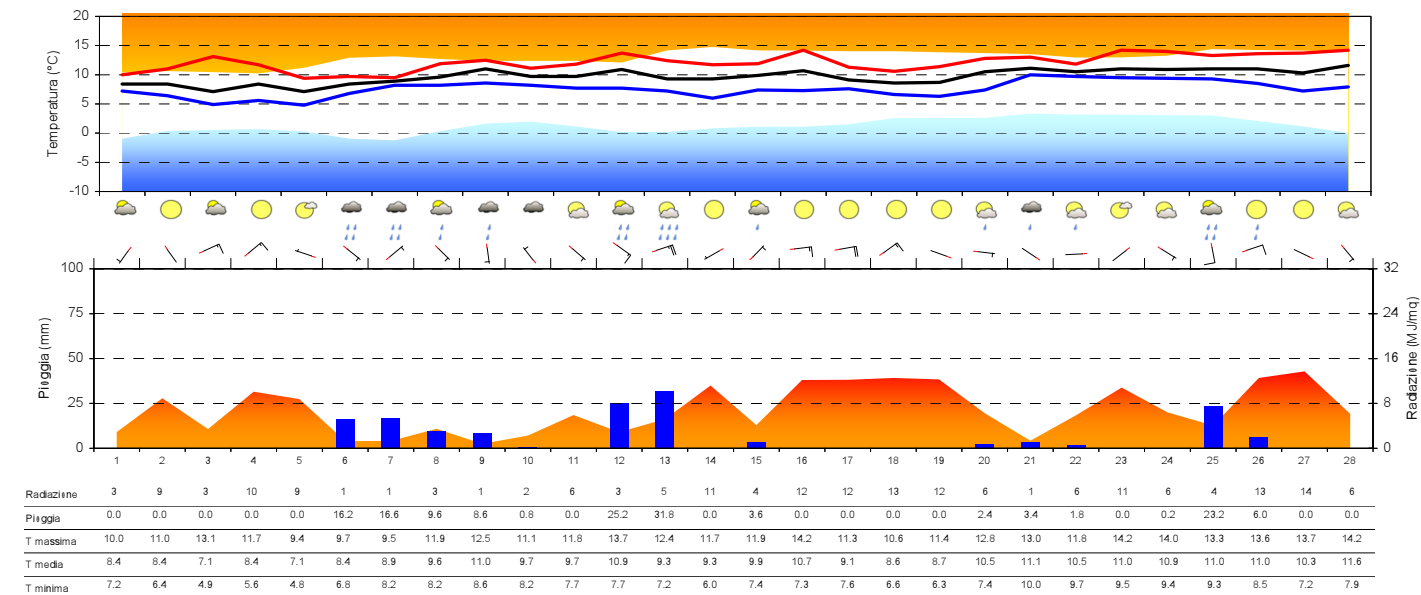 20
15
10
5
0
-5
-10
Temperatura (°C)
100
75
50
25
0
Pioggia (mm)
32
24
16
8
0
Radiazione (MJ/mq)
1 2 3 4 5 6 7 8 9 10 11 12 13 14 15 16 17 18 19 20 21 22 23 24 25 26 27 28
Radiazione 3 9 3 10 9 1 1 3 1 2 6 3 5 11 4 12 12 13 12 6 1 6 11 6 4 13 14 6
Pioggia 0.0 0.0 0.0 0.0 0.0 16.2 16.6 9.6 8.6 0.8 0.0 25.2 31.8 0.0 3.6 0.0 0.0 0.0 0.0 2.4 3.4 1.8 0.0 0.2 23.2 6.0 0.0 0.0
T massima 10.0 11.0 13.1 11.7 9.4 9.7 9.5 11.9 12.5 11.1 11.8 13.7 12.4 11.7 11.9 14.2 11.3 10.6 11.4 12.8 13.0 11.8 14.2 14.0 13.3 13.6 13.7 14.2
T media 8.4 8.4 7.1 8.4 7.1 8.4 8.9 9.6 11.0 9.7 9.7 10.9 9.3 9.3 9.9 10.7 9.1 8.6 8.7 10.5 11.1 10.5 11.0 10.9 11.0 11.0 10.3 11.6
T minima 7.2 6.4 4.9 5.6 4.8 6.8 8.2 8.2 8.6 8.2 7.7 7.7 7.2 6.0 7.4 7.3 7.6 6.6 6.3 7.4 10.0 9.7 9.5 9.4 9.3 8.5 7.2 7.9